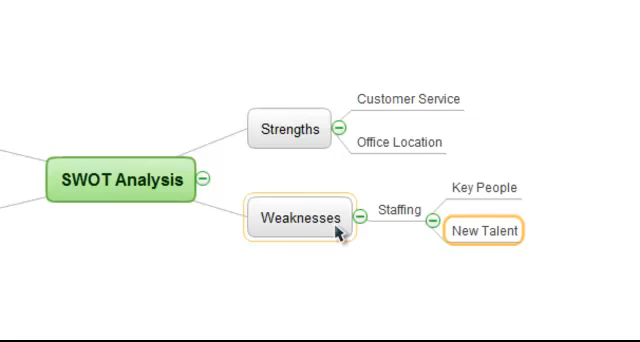 SWOT Analysis
Strengths
Customer Service
Office Location
Weaknesses
Staffing
Key People
New Talent